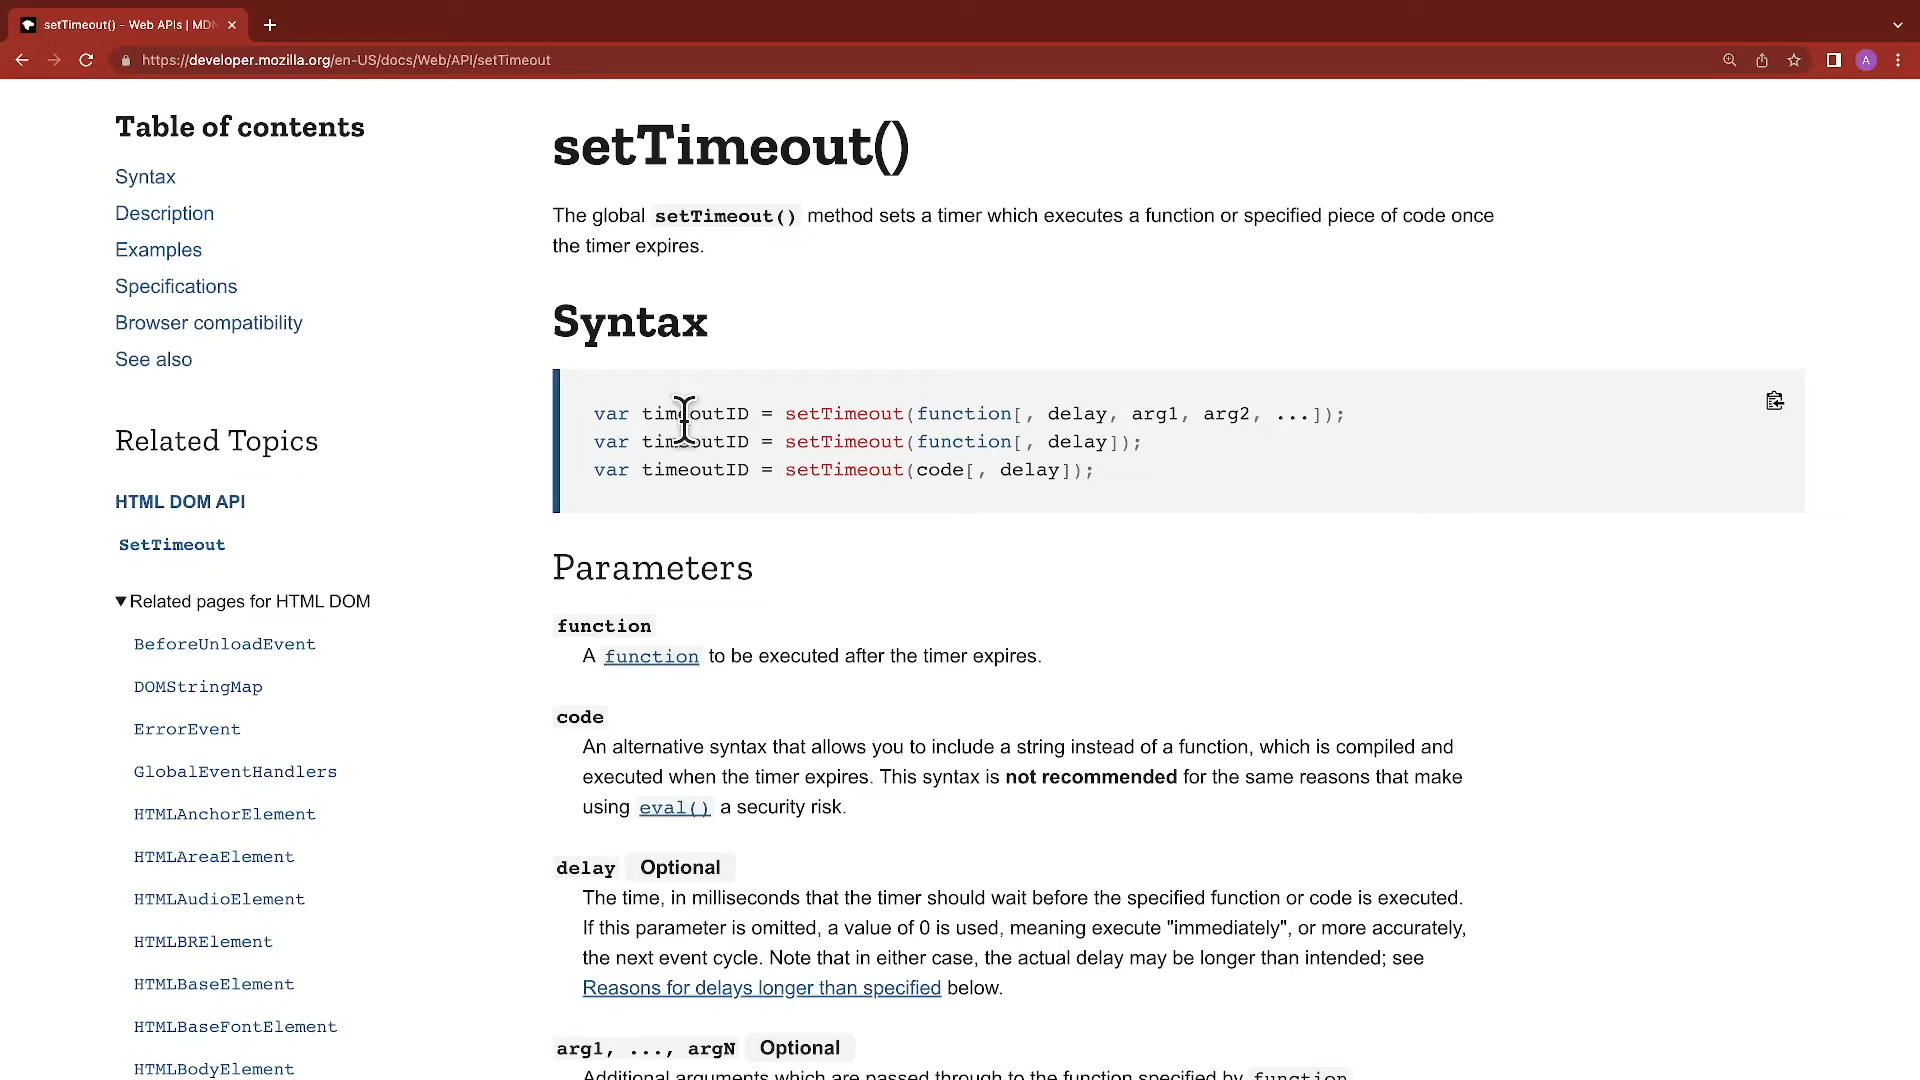 setTimeout() - Web APIs | MDN
https://developer.mozilla.org/en-US/docs/Web/API/setTimeout
A
Table of contents
Syntax
Description
Examples
Specifications
Browser compatibility
See also
Related Topics
HTML DOM API
SetTimeout
▼Related pages for HTML DOM
BeforeUnloadEvent
DOMStringMap
ErrorEvent
GlobalEventHandlers
HTMLAnchorElement
HTMLAreaElement
HTMLAudioElement
HTMLBRElement
HTMLBaseElement
HTMLBaseFontElement
HTMLBodyElement
setTimeout()
The global setTimeout() method sets a timer which executes a function or specified piece of code once
the timer expires.
Syntax
var timeoutID = setTimeout(function[, delay, arg1, arg2, ...]);
var timeoutID = setTimeout(function[, delay]);
var timeoutID = setTimeout(code[, delay]);
Parameters
function
A function to be executed after the timer expires.
code
An alternative syntax that allows you to include a string instead of a function, which is compiled and
executed when the timer expires. This syntax is not recommended for the same reasons that make
using eval() a security risk.
delay Optional
The time, in milliseconds that the timer should wait before the specified function or code is executed.
If this parameter is omitted, a value of 0 is used, meaning execute "immediately", or more accurately,
the next event cycle. Note that in either case, the actual delay may be longer than intended; see
Reasons for delays longer than specified below.
arg1, ..., argN Optional
Additional arguments which are passed through to the function specified by function